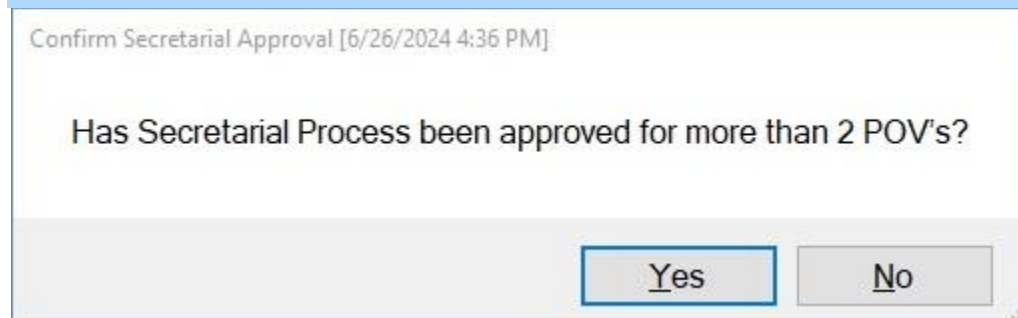 Confirm Secretarial Approval [6/26/2024 4:36 PM]
Has Secretarial Process been approved for more than 2 POV's?
Yes No